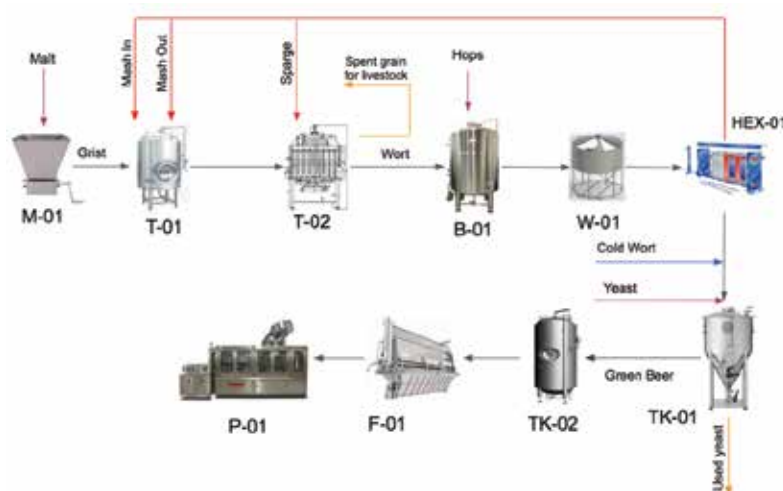 Malt
Mash In
Mash Out
Sparge
Spent grain
for livestock
Hops
HEX-01
Grist
Wort
M-01
T-01
T-02
B-01
W-01
Cold Wort
Yeast
Green Beer
P-01
F-01
TK-02
TK-01
Used yeast